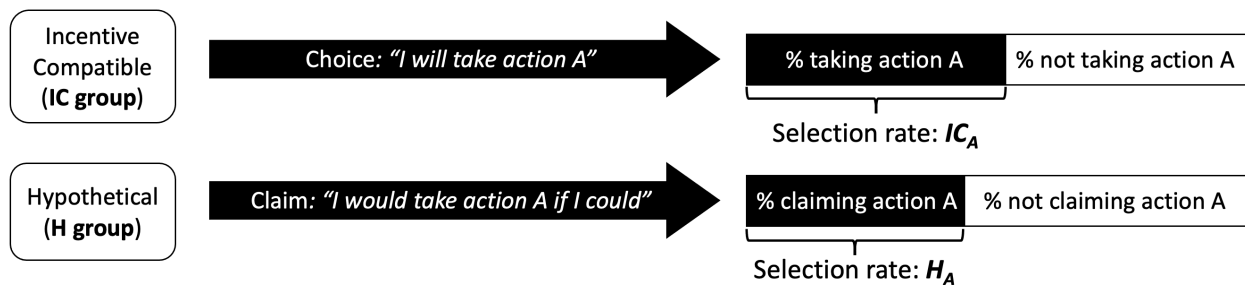 Incentive
Compatible
(IC group)
Choice: “I will take action A”
% taking action A
% not taking action A
Selection rate: IC_A
Hypothetical
(H group)
Claim: “I would take action A if I could”
% claiming action A
% not claiming action A
Selection rate: H_A